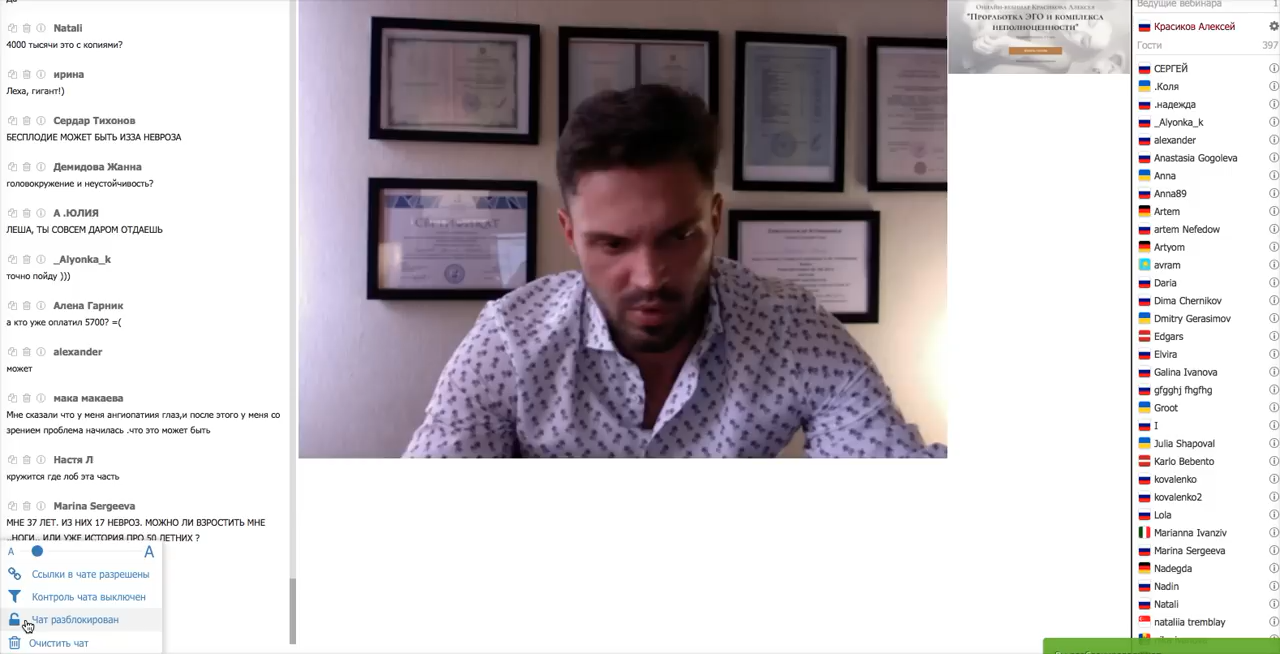 да
Natali
4000 тысячи это с копиями?
ирина
Леха, гигант!)
Сердар Тихонов
БЕСПЛОДИЕ МОЖЕТ БЫТЬ ИЗЗА НЕВРОЗА
Демидова Жанна
головокружение и неустойчивость?
А .ЮЛИЯ
ЛЕША, ТЫ СОВСЕМ ДАРОМ ОТДАЕШЬ
_Alyonka_k
точно пойду )))
Алена Гарник
а кто уже оплатил 5700? =(
alexander
может
мака макаева
Мне сказали что у меня ангиопатиия глаз,и после этого у меня со
зрением проблема начилась .что это может быть
Настя Л
кружится где лоб эта часть
Marina Sergeeva
МНЕ 37 ЛЕТ. ИЗ НИХ 17 НЕВРОЗ. МОЖНО ЛИ ВЗРОСТИТЬ МНЕ
..НОГИ.. ИЛИ УЖЕ ИСТОРИЯ ПРО 50 ЛЕТНИХ ?
A A
Ссылки в чате разрешены
Контроль чата выключен
Чат разблокирован
Очистить чат
СЕРТИФИКАТ
Онлайн-вебинар Красикова Алексея
"Проработка ЭГО и комплекса
неполноценности"
Ведущие вебинара 1
Красиков Алексей
Гости 397
СЕРГЕЙ
.Коля
.надежда
_Alyonka_k
alexander
Anastasia Gogoleva
Anna
Anna89
Artem
artem Nefedow
Artyom
avram
Daria
Dima Chernikov
Dmitry Gerasimov
Edgars
Elvira
Galina Ivanova
gfgghj fhgfhg
Groot
I
Julia Shapoval
Karlo Bebento
kovalenko
kovalenko2
Lola
Marianna Ivanziv
Marina Sergeeva
Nadegda
Nadin
Natali
nataliia tremblay